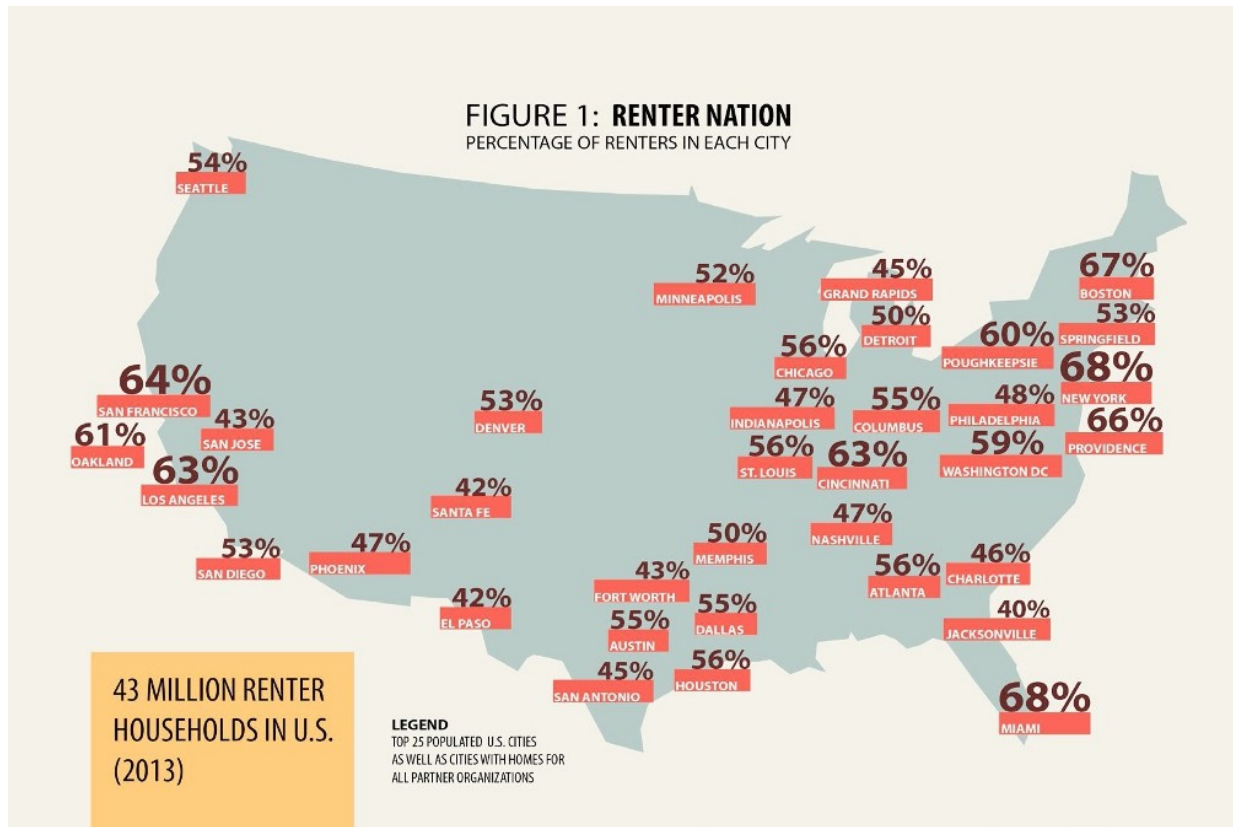 FIGURE 1: RENTER NATION
PERCENTAGE OF RENTERS IN EACH CITY
54%
SEATTLE
52%
MINNEAPOLIS
45%
GRAND RAPIDS
67%
BOSTON
50%
DETROIT
53%
SPRINGFIELD
60%
POUGHKEEPSIE
56%
CHICAGO
68%
NEW YORK
64%
SAN FRANCISCO
43%
SAN JOSE
53%
DENVER
47%
INDIANAPOLIS
55%
COLUMBUS
48%
PHILADELPHIA
66%
PROVIDENCE
61%
OAKLAND
63%
LOS ANGELES
56%
ST. LOUIS
63%
CINCINNATI
59%
WASHINGTON DC
42%
SANTA FE
47%
NASHVILLE
53%
SAN DIEGO
47%
PHOENIX
50%
MEMPHIS
56%
ATLANTA
46%
CHARLOTTE
43%
FORT WORTH
42%
EL PASO
55%
AUSTIN
55%
DALLAS
40%
JACKSONVILLE
45%
SAN ANTONIO
56%
HOUSTON
68%
MIAMI
43 MILLION RENTER
HOUSEHOLDS IN U.S.
(2013)
LEGEND
TOP 25 POPULATED U.S. CITIES
AS WELL AS CITIES WITH HOMES FOR
ALL PARTNER ORGANIZATIONS